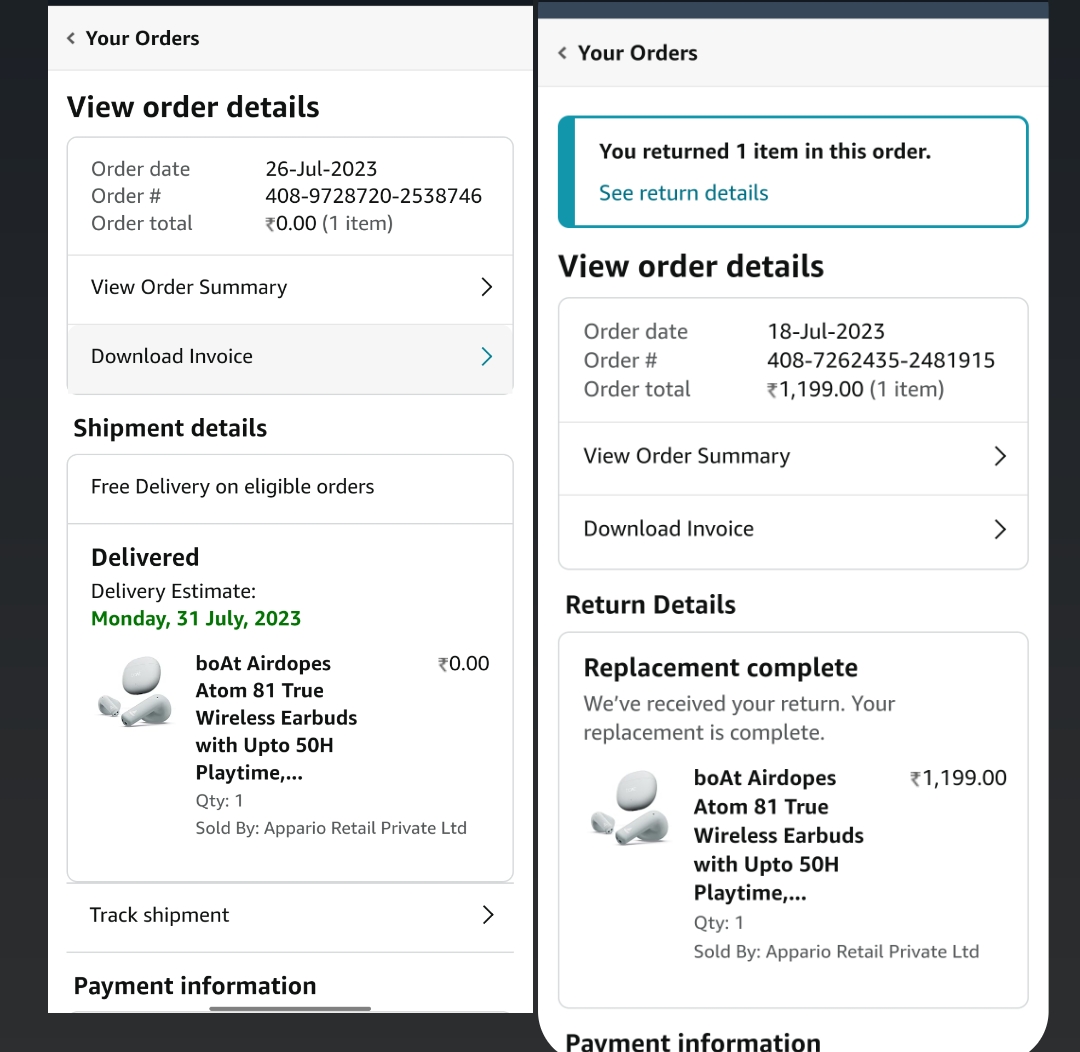 Your Orders
View order details
Order date 26-Jul-2023
Order # 408-9728720-2538746
Order total ₹0.00 (1 item)
View Order Summary
Download Invoice
Shipment details
Free Delivery on eligible orders
Delivered
Delivery Estimate:
Monday, 31 July, 2023
boAt Airdopes ₹0.00
Atom 81 True
Wireless Earbuds
with Upto 50H
Playtime,...
Qty: 1
Sold By: Appario Retail Private Ltd
Track shipment
Payment information
Your Orders
You returned 1 item in this order.
See return details
View order details
Order date 18-Jul-2023
Order # 408-7262435-2481915
Order total ₹1,199.00 (1 item)
View Order Summary
Download Invoice
Return Details
Replacement complete
We've received your return. Your
replacement is complete.
boAt Airdopes ₹1,199.00
Atom 81 True
Wireless Earbuds
with Upto 50H
Playtime,...
Qty: 1
Sold By: Appario Retail Private Ltd
Payment information